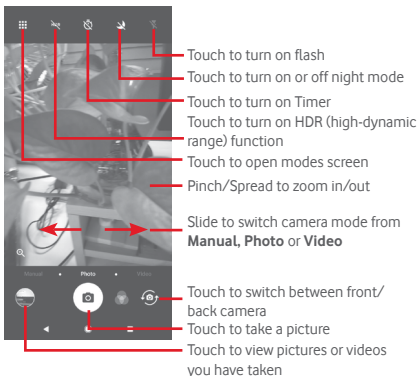 Touch to turn on flash
Touch to turn on or off night mode
Touch to turn on Timer
Touch to turn on HDR (high-dynamic
range) function
Touch to open modes screen
Pinch/Spread to zoom in/out
Slide to switch camera mode from
Manual, Photo or Video
Manual Photo Video
Touch to switch between front/
back camera
Touch to take a picture
Touch to view pictures or videos
you have taken